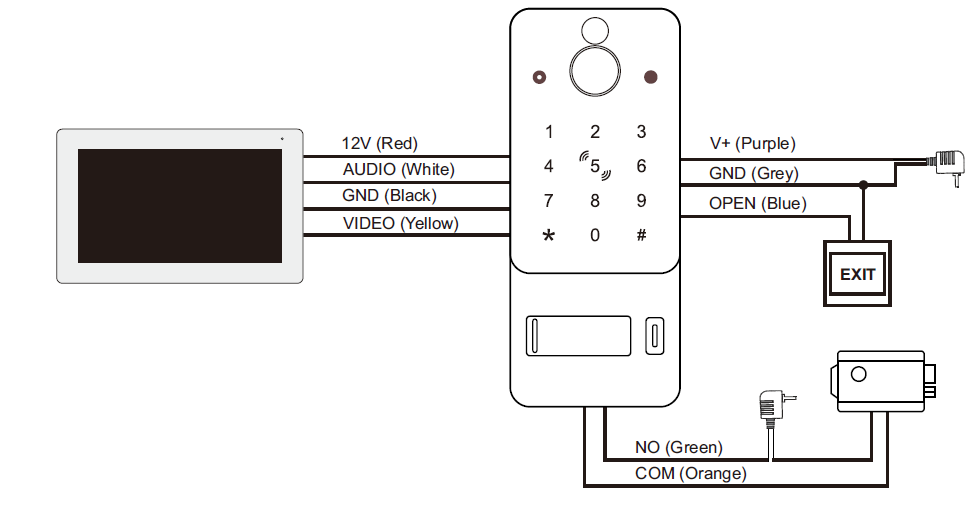 12V (Red)
AUDIO (White)
GND (Black)
VIDEO (Yellow)
1 2 3
4 5 6
7 8 9
* 0 #
V+ (Purple)
GND (Grey)
OPEN (Blue)
EXIT
NO (Green)
COM (Orange)